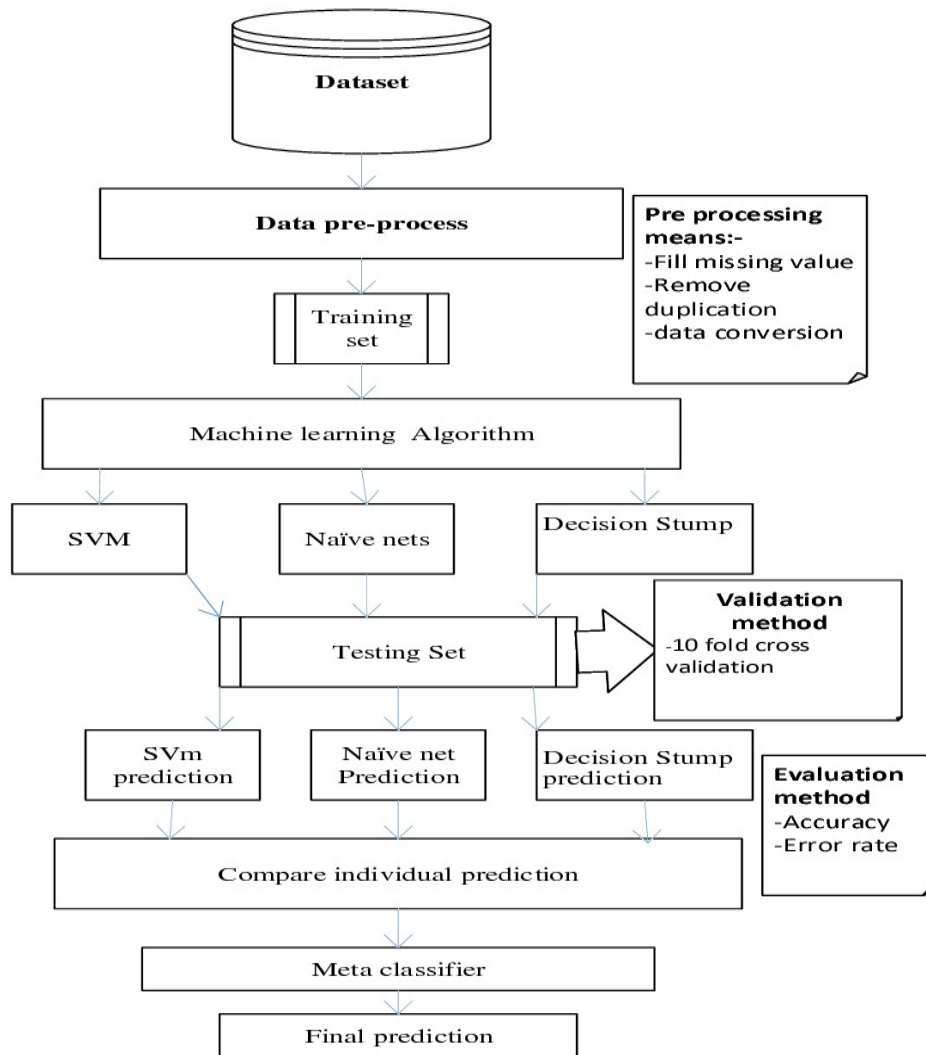 Dataset
Data pre-process
Pre processing
means:-
-Fill missing value
-Remove
duplication
-data conversion
Training
set
Machine learning Algorithm
SVM
Naïve nets
Decision Stump
Testing Set
Validation
method
-10 fold cross
validation
SVm
prediction
Naïve net
Prediction
Decision Stump
prediction
Evaluation
method
-Accuracy
-Error rate
Compare individual prediction
Meta classifier
Final prediction